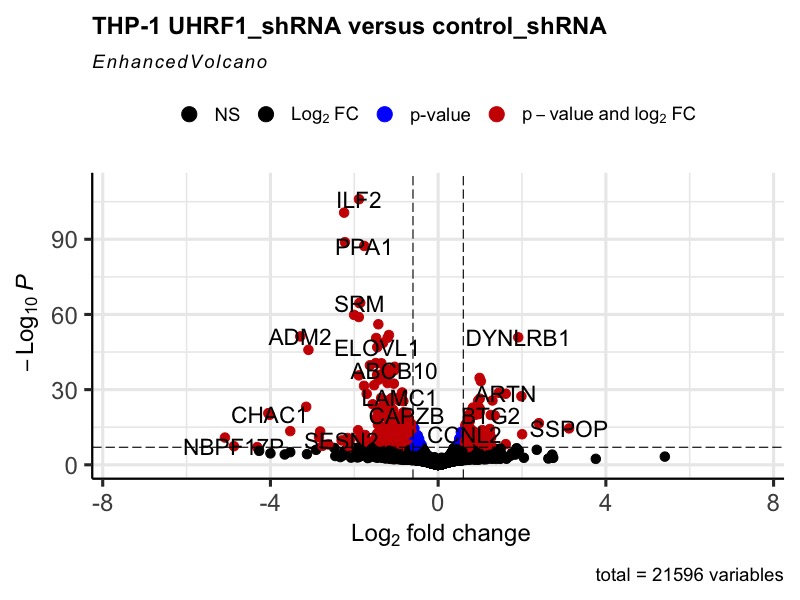 THP-1 UHRF1_shRNA versus control_shRNA
EnhancedVolcano
NS Log₂ FC p-value p – value and log₂ FC
ILF2
PPA1
SRM
ADM2 DYNLRB1
ELOVL1
ABCB10
ARTN
LAMC1
CHAC1 CAPZB BTG2
SSPOP
SESN2 CCNL2
NBPF17P
– Log₁₀ P
90
60
30
0
-8 -4 0 4 8
Log₂ fold change
total = 21596 variables